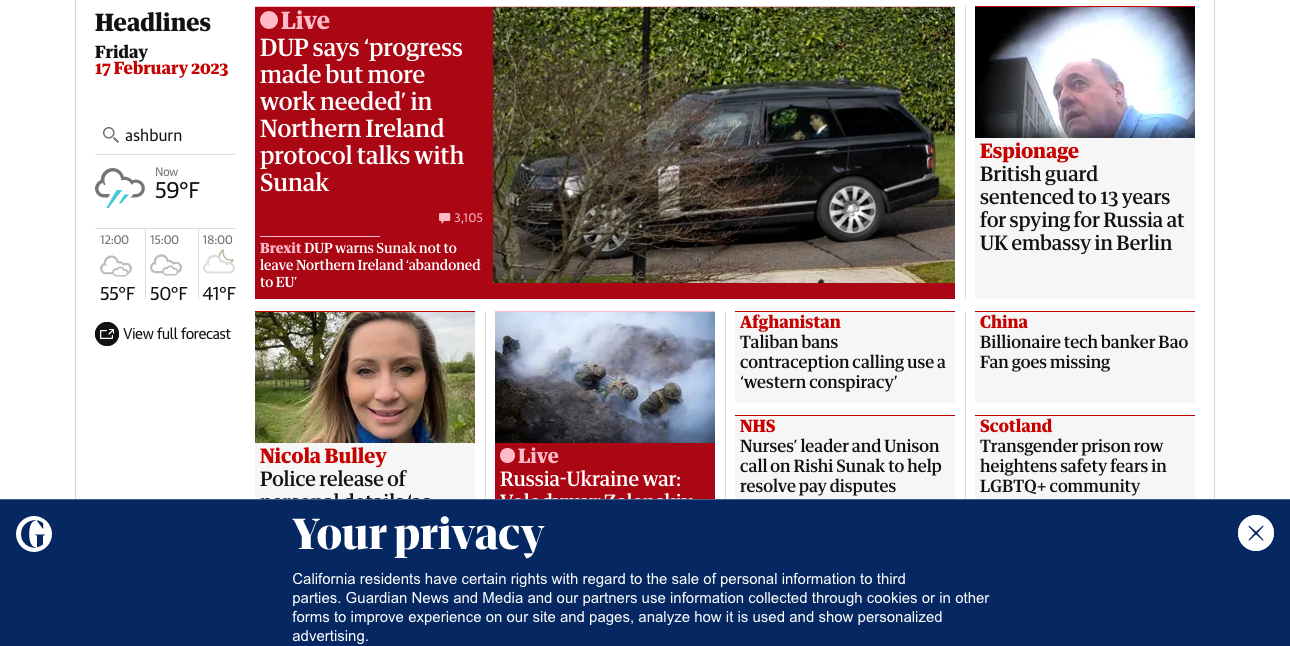 Headlines
Friday
17 February 2023
ashburn
Now
59°F
12:00
15:00
18:00
55°F
50°F
41°F
View full forecast
Live
DUP says ‘progress
made but more
work needed’ in
Northern Ireland
protocol talks with
Sunak
3,105
Brexit DUP warns Sunak not to
leave Northern Ireland ‘abandoned
to EU’
Espionage
British guard
sentenced to 13 years
for spying for Russia at
UK embassy in Berlin
Nicola Bulley
Police release of
Live
Russia-Ukraine war:
Afghanistan
Taliban bans
contraception calling use a
‘western conspiracy’
China
Billionaire tech banker Bao
Fan goes missing
NHS
Nurses’ leader and Unison
call on Rishi Sunak to help
resolve pay disputes
Scotland
Transgender prison row
heightens safety fears in
LGBTQ+ community
G
Your privacy
California residents have certain rights with regard to the sale of personal information to third
parties. Guardian News and Media and our partners use information collected through cookies or in other
forms to improve experience on our site and pages, analyze how it is used and show personalized
advertising.